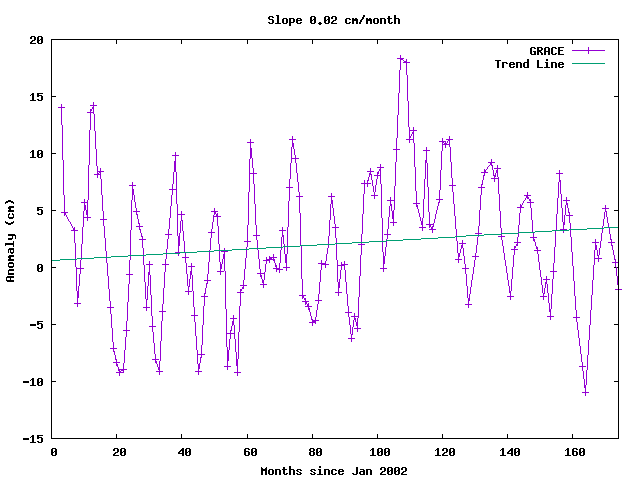 Slope 0.02 cm/month
GRACE
Trend Line
20
15
10
5
0
-5
-10
-15
Anomaly (cm)
0 20 40 60 80 100 120 140 160
Months since Jan 2002